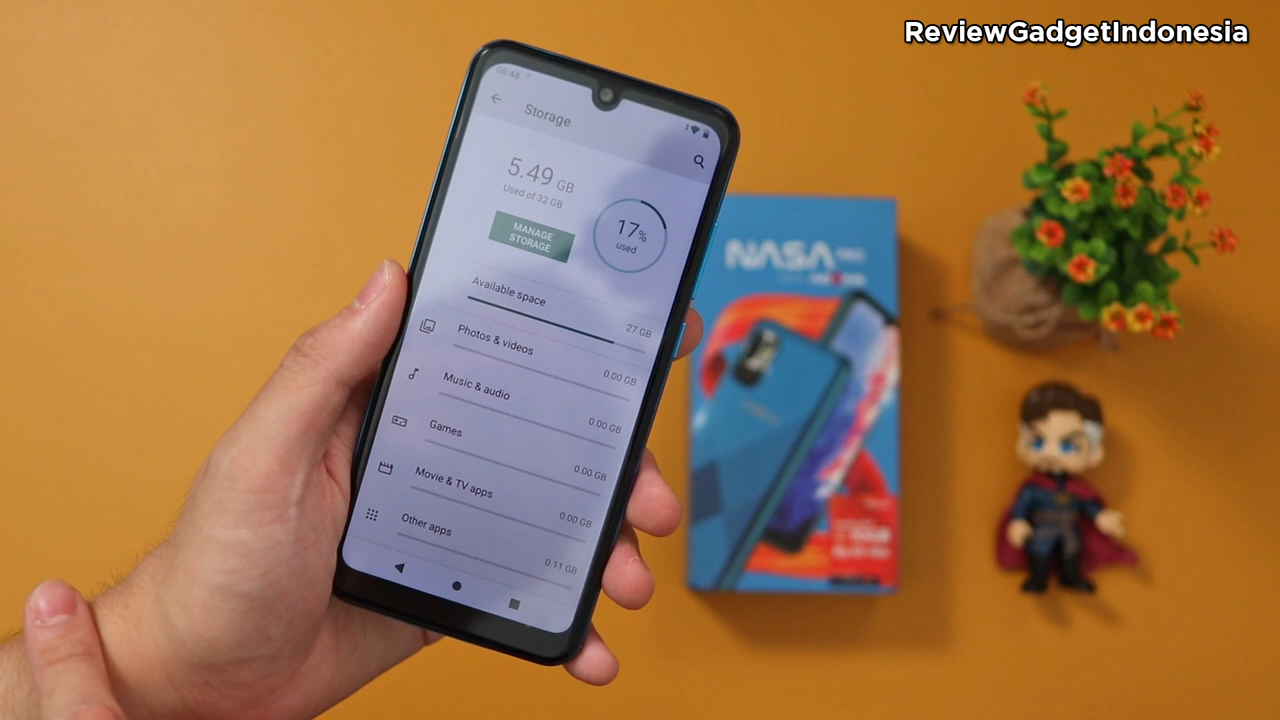 ReviewGadgetIndonesia
08:48
Storage
5.49 GB
Used of 32 GB
17%
used
MANAGE
STORAGE
Available space
27 GB
Photos & videos
0.00 GB
Music & audio
0.00 GB
Games
0.00 GB
Movie & TV apps
0.00 GB
Other apps
0.11 GB
NASA